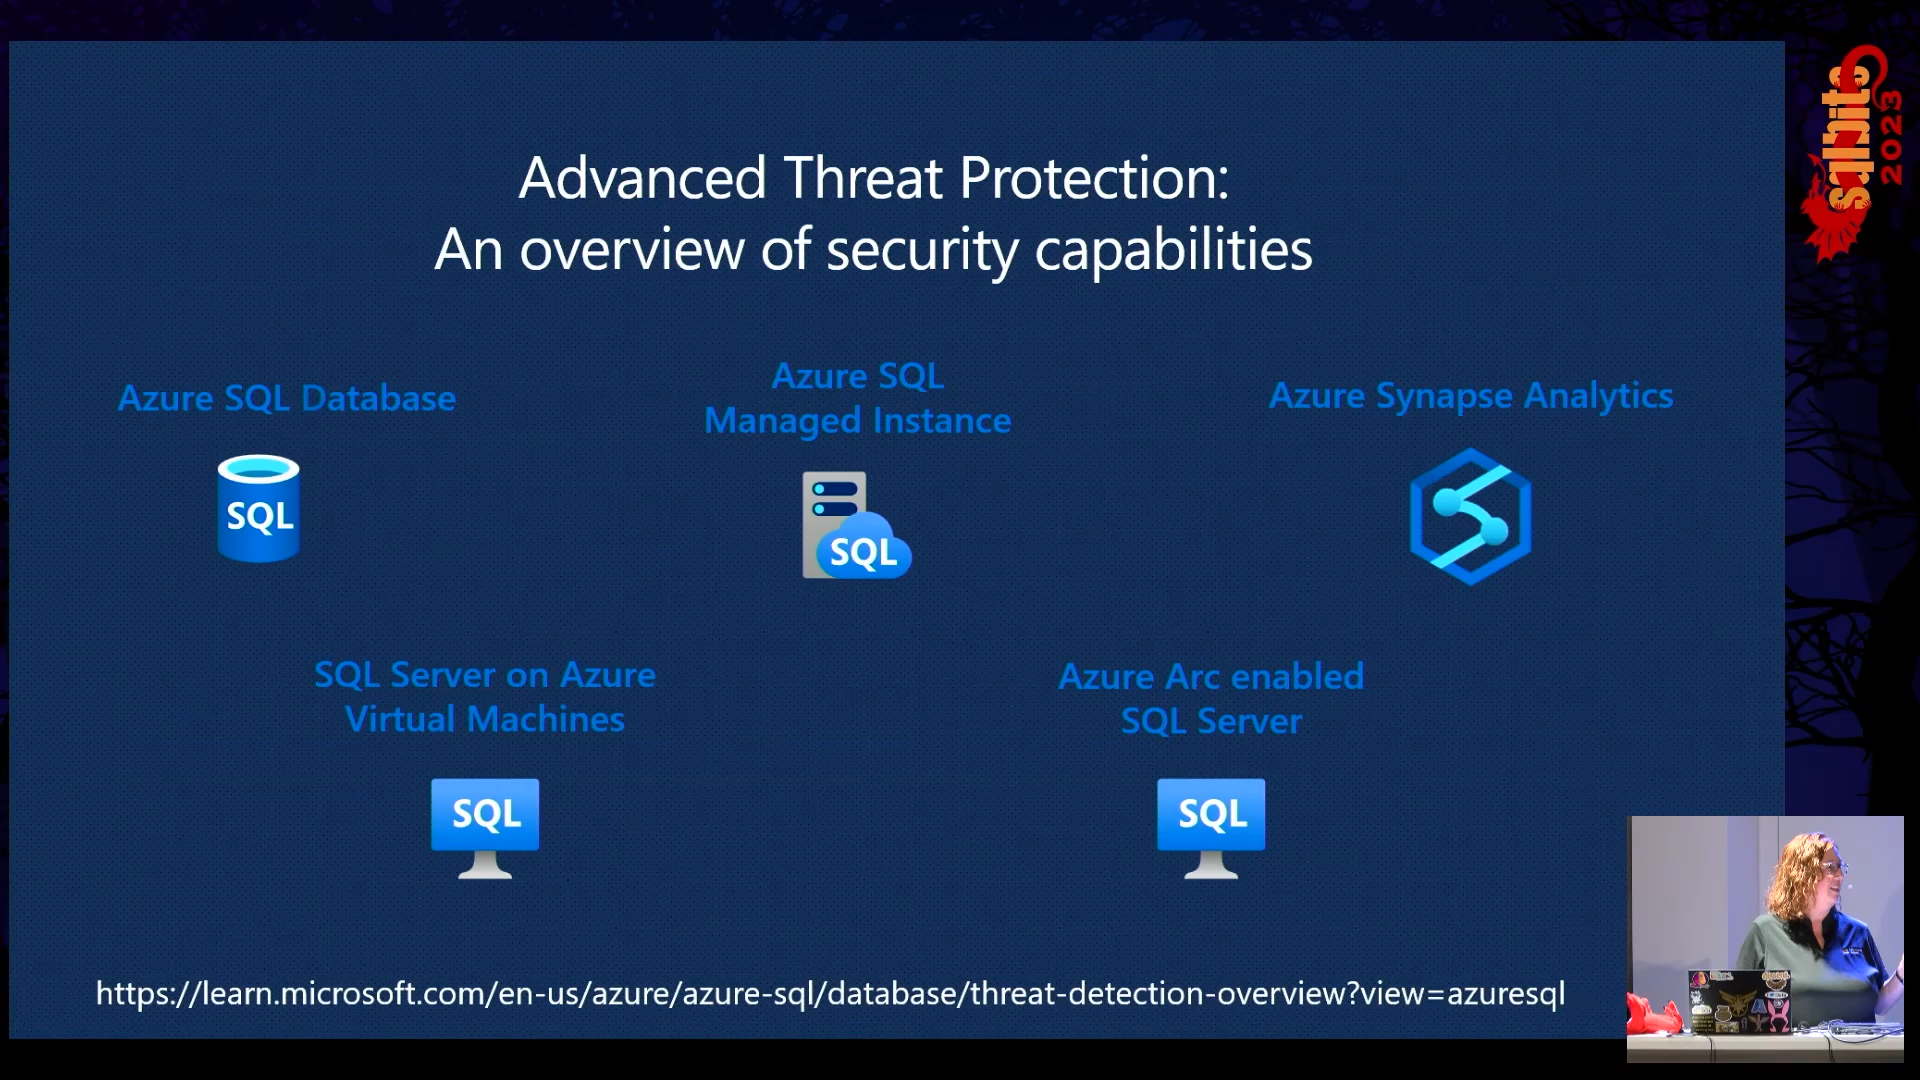 Advanced Threat Protection:
An overview of security capabilities
Azure SQL Database
Azure SQL
Managed Instance
Azure Synapse Analytics
SQL
SQL
SQL Server on Azure
Virtual Machines
Azure Arc enabled
SQL Server
SQL
SQL
https://learn.microsoft.com/en-us/azure/azure-sql/database/threat-detection-overview?view=azuresql
sqlbits
2023